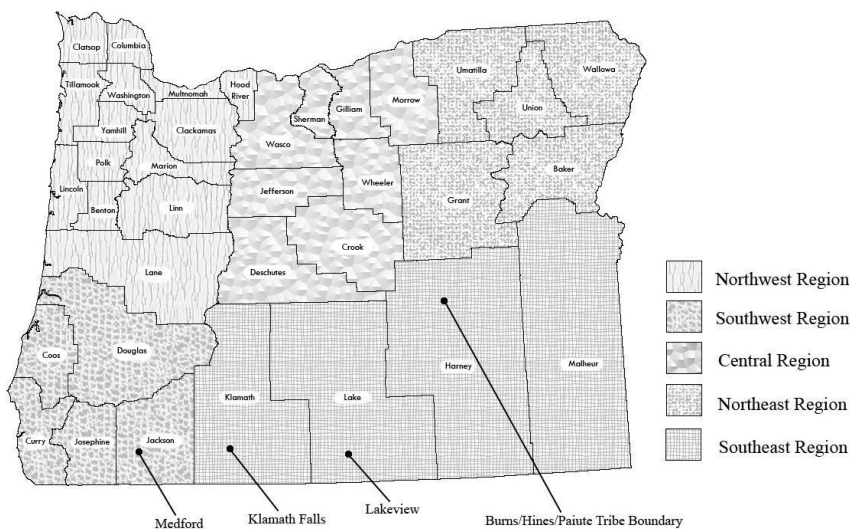 Clatsop
Columbia
Tillamook
Washington
Multnomah
Hood
River
Yamhill
Clackamas
Polk
Marion
Lincoln
Benton
Linn
Lane
Wasco
Sherman
Gilliam
Morrow
Umatilla
Union
Wallowa
Jefferson
Wheeler
Grant
Baker
Crook
Deschutes
Coos
Douglas
Curry
Josephine
Jackson
Klamath
Lake
Harney
Malheur
Northwest Region
Southwest Region
Central Region
Northeast Region
Southeast Region
Medford
Klamath Falls
Lakeview
Burns/Hines/Paiute Tribe Boundary